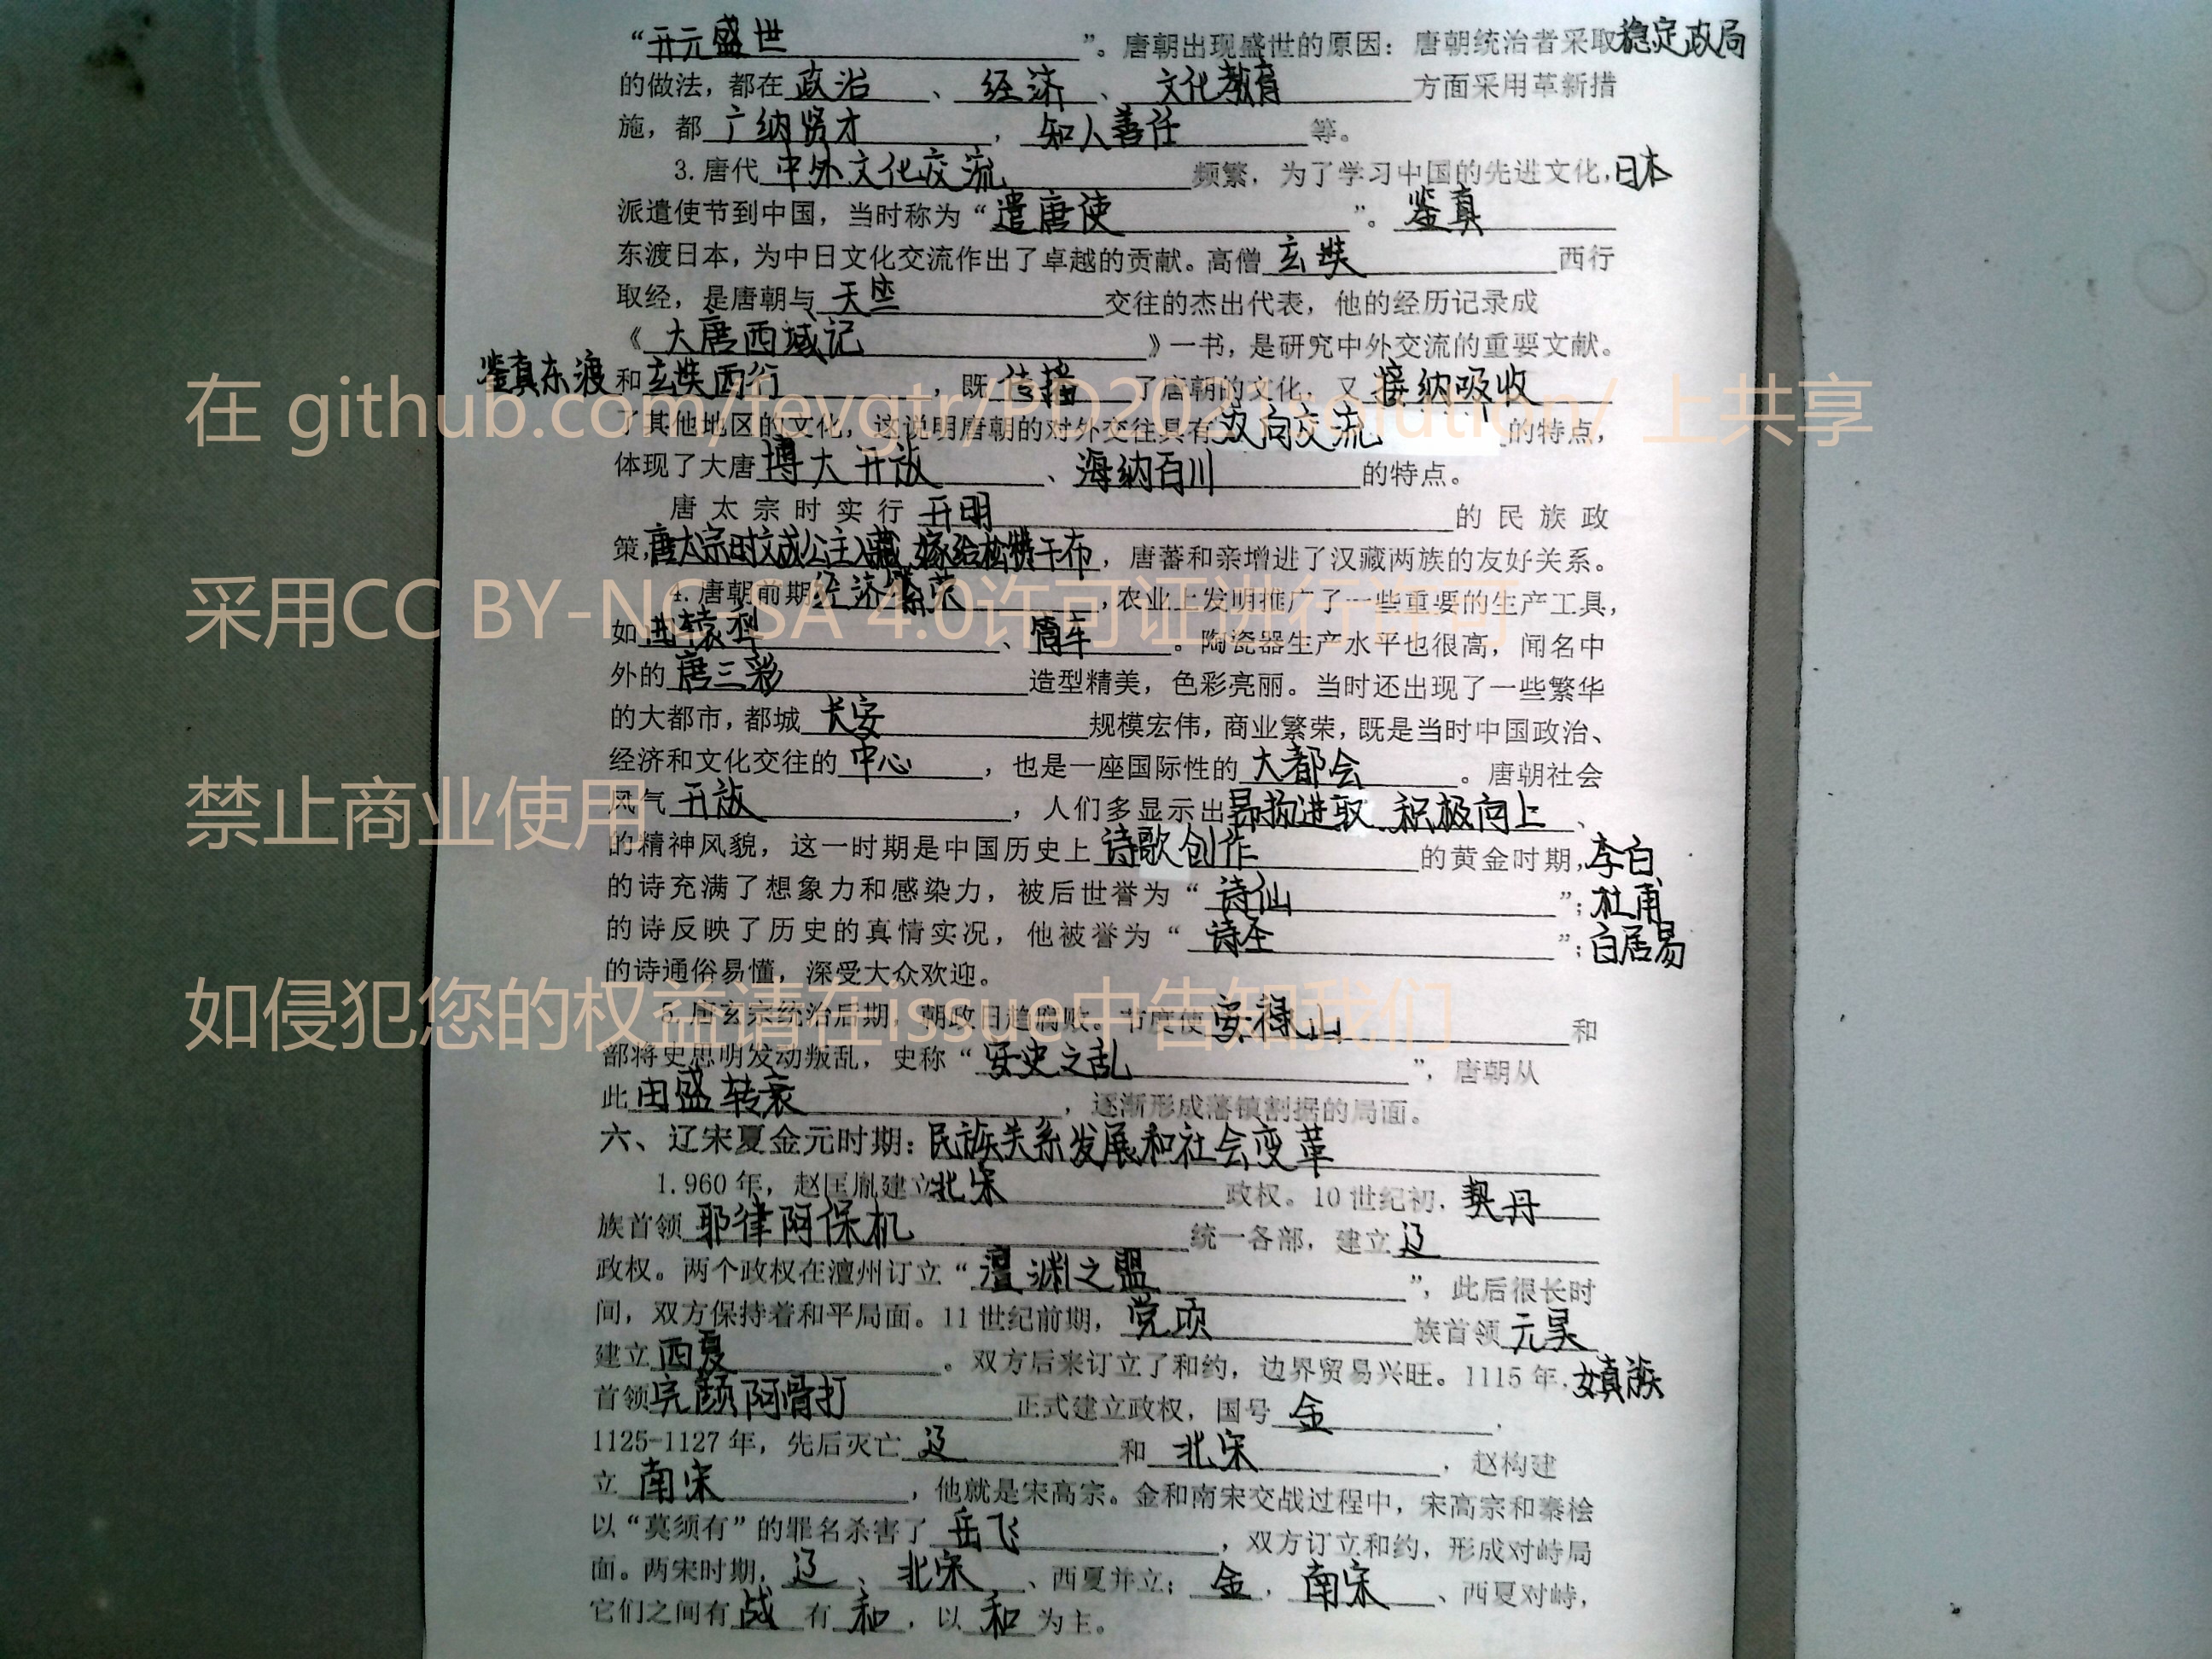 “开元盛世”。唐朝出现盛世的原因：唐朝统治者采取稳定政局
的做法，都在政治、经济、文化教育方面采用革新措
施，都广纳贤才，知人善任等。
3.唐代中外文化交流频繁，为了学习中国的先进文化，日本
派遣使节到中国，当时称为“遣唐使”。鉴真
东渡日本，为中日文化交流作出了卓越的贡献。高僧玄奘西行
取经，是唐朝与天竺交往的杰出代表，他的经历记录成
《大唐西域记》一书，是研究中外交流的重要文献。
鉴真东渡和玄奘西行，既传播了唐朝的文化，又接纳吸收
在 github.com/fevgtr/PD202 solution/ 上共享
了其他地区的文化，这说明唐朝的对外交往具有双向交流的特点，
体现了大唐博大开放、海纳百川的特点。
唐太宗时实行开明的民族政
策，唐太宗时文成公主入藏 嫁给松赞干布，唐蕃和亲增进了汉藏两族的友好关系。
4.唐朝前期经济繁荣，农业上发明推广了一些重要的生产工具，
采用CC BY-NC-SA 4.0许可证进行许可
如曲辕犁、筒车。陶瓷器生产水平也很高，闻名中
外的唐三彩造型精美，色彩亮丽。当时还出现了一些繁华
的大都市，都城长安规模宏伟，商业繁荣，既是当时中国政治、
经济和文化交往的中心，也是一座国际性的大都会。唐朝社会
风气开放，人们多显示出昂扬进取 积极向上、
禁止商业使用
的精神风貌，这一时期是中国历史上诗歌创作的黄金时期，李白
的诗充满了想象力和感染力，被后世誉为“诗仙”；杜甫
的诗反映了历史的真情实况，他被誉为“诗圣”；白居易
的诗通俗易懂，深受大众欢迎。
如侵犯您的权益请在issue中告知我们
5.唐玄宗统治后期，朝政日趋腐败。节度使安禄山和
部将史思明发动叛乱，史称“安史之乱”，唐朝从
此由盛转衰，逐渐形成藩镇割据的局面。
六、辽宋夏金元时期：民族关系发展和社会变革
1.960年，赵匡胤建立北宋政权。10世纪初，契丹
族首领耶律阿保机统一各部，建立辽
政权。两个政权在澶州订立“澶渊之盟”，此后很长时
间，双方保持着和平局面。11世纪前期，党项族首领元昊
建立西夏。双方后来订立了和约，边界贸易兴旺。1115年，女真族
首领完颜阿骨打正式建立政权，国号金.
1125-1127年，先后灭亡辽和北宋，赵构建
立南宋，他就是宋高宗。金和南宋交战过程中，宋高宗和秦桧
以“莫须有”的罪名杀害了岳飞，双方订立和约，形成对峙局
面。两宋时期，辽、北宋、西夏并立；金，南宋、西夏对峙，
它们之间有战有和，以和为主。